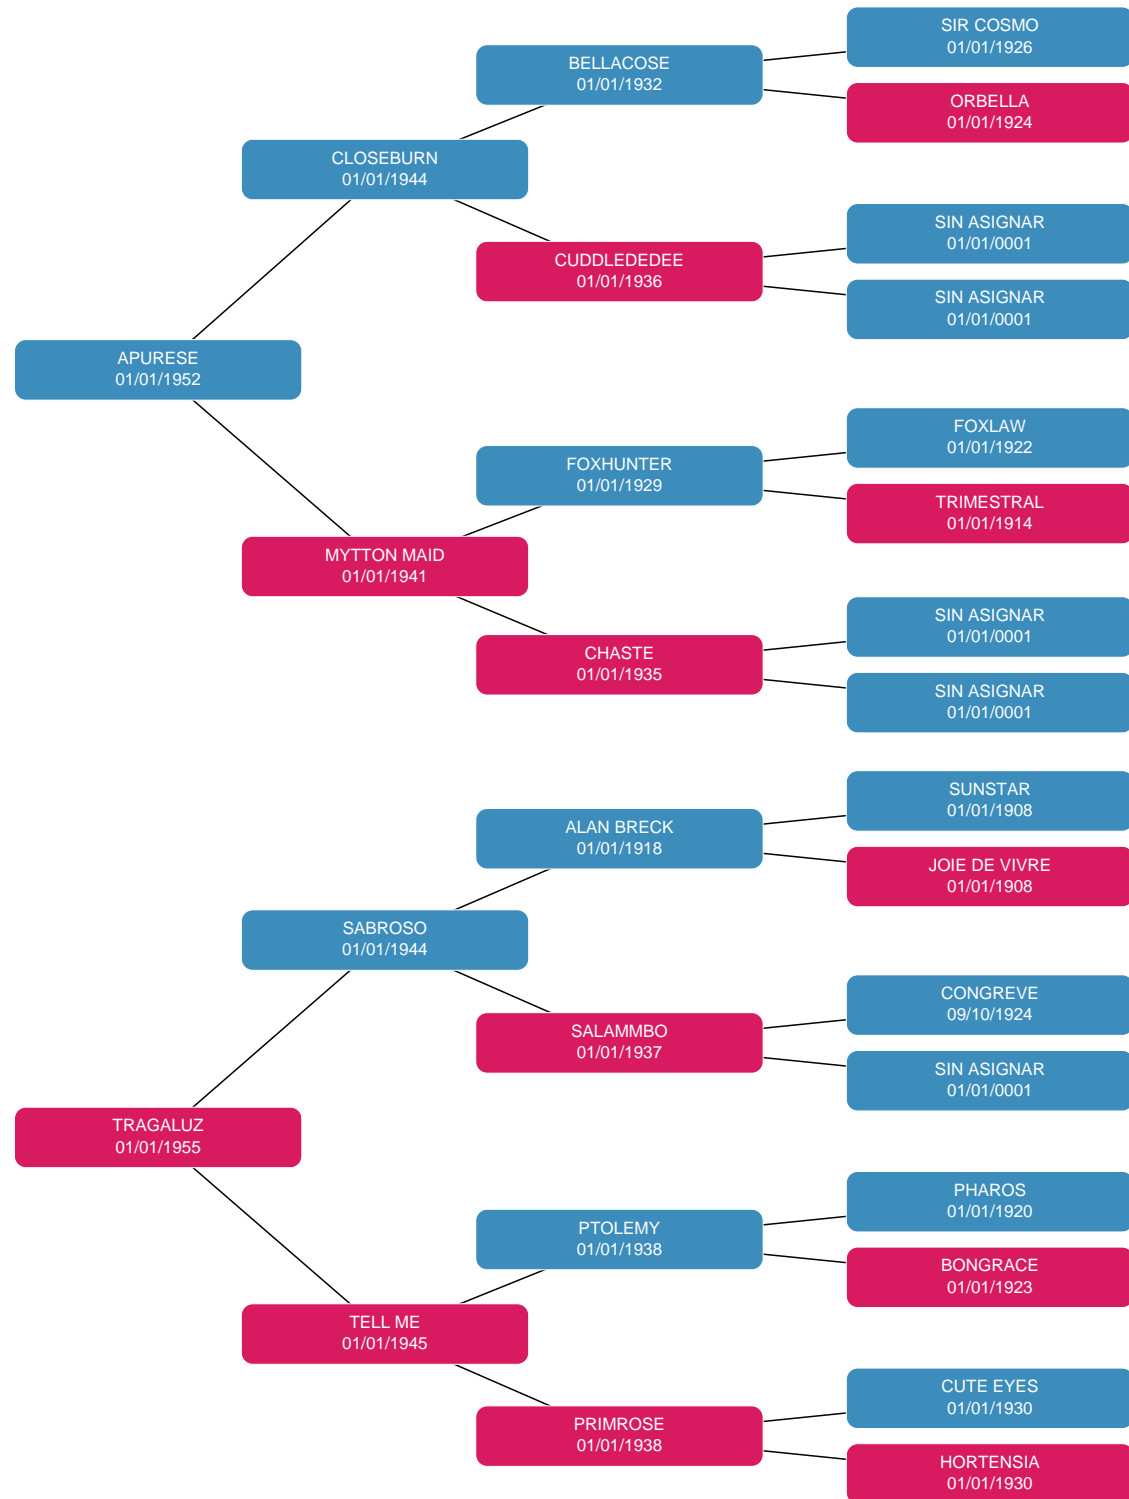 SIR COSMO
01/01/1926
BELLACOSE
01/01/1932
ORBELLA
01/01/1924
CLOSEBURN
01/01/1944
SIN ASIGNAR
01/01/0001
CUDDLEDEDEE
01/01/1936
SIN ASIGNAR
01/01/0001
APURESE
01/01/1952
FOXLAW
01/01/1922
FOXHUNTER
01/01/1929
TRIMESTRAL
01/01/1914
MYTTON MAID
01/01/1941
SIN ASIGNAR
01/01/0001
CHASTE
01/01/1935
SIN ASIGNAR
01/01/0001
SUNSTAR
01/01/1908
ALAN BRECK
01/01/1918
JOIE DE VIVRE
01/01/1908
SABROSO
01/01/1944
CONGREVE
09/10/1924
SALAMMBO
01/01/1937
SIN ASIGNAR
01/01/0001
TRAGALUZ
01/01/1955
PHAROS
01/01/1920
PTOLEMY
01/01/1938
BONGRACE
01/01/1923
TELL ME
01/01/1945
CUTE EYES
01/01/1930
PRIMROSE
01/01/1938
HORTENSIA
01/01/1930